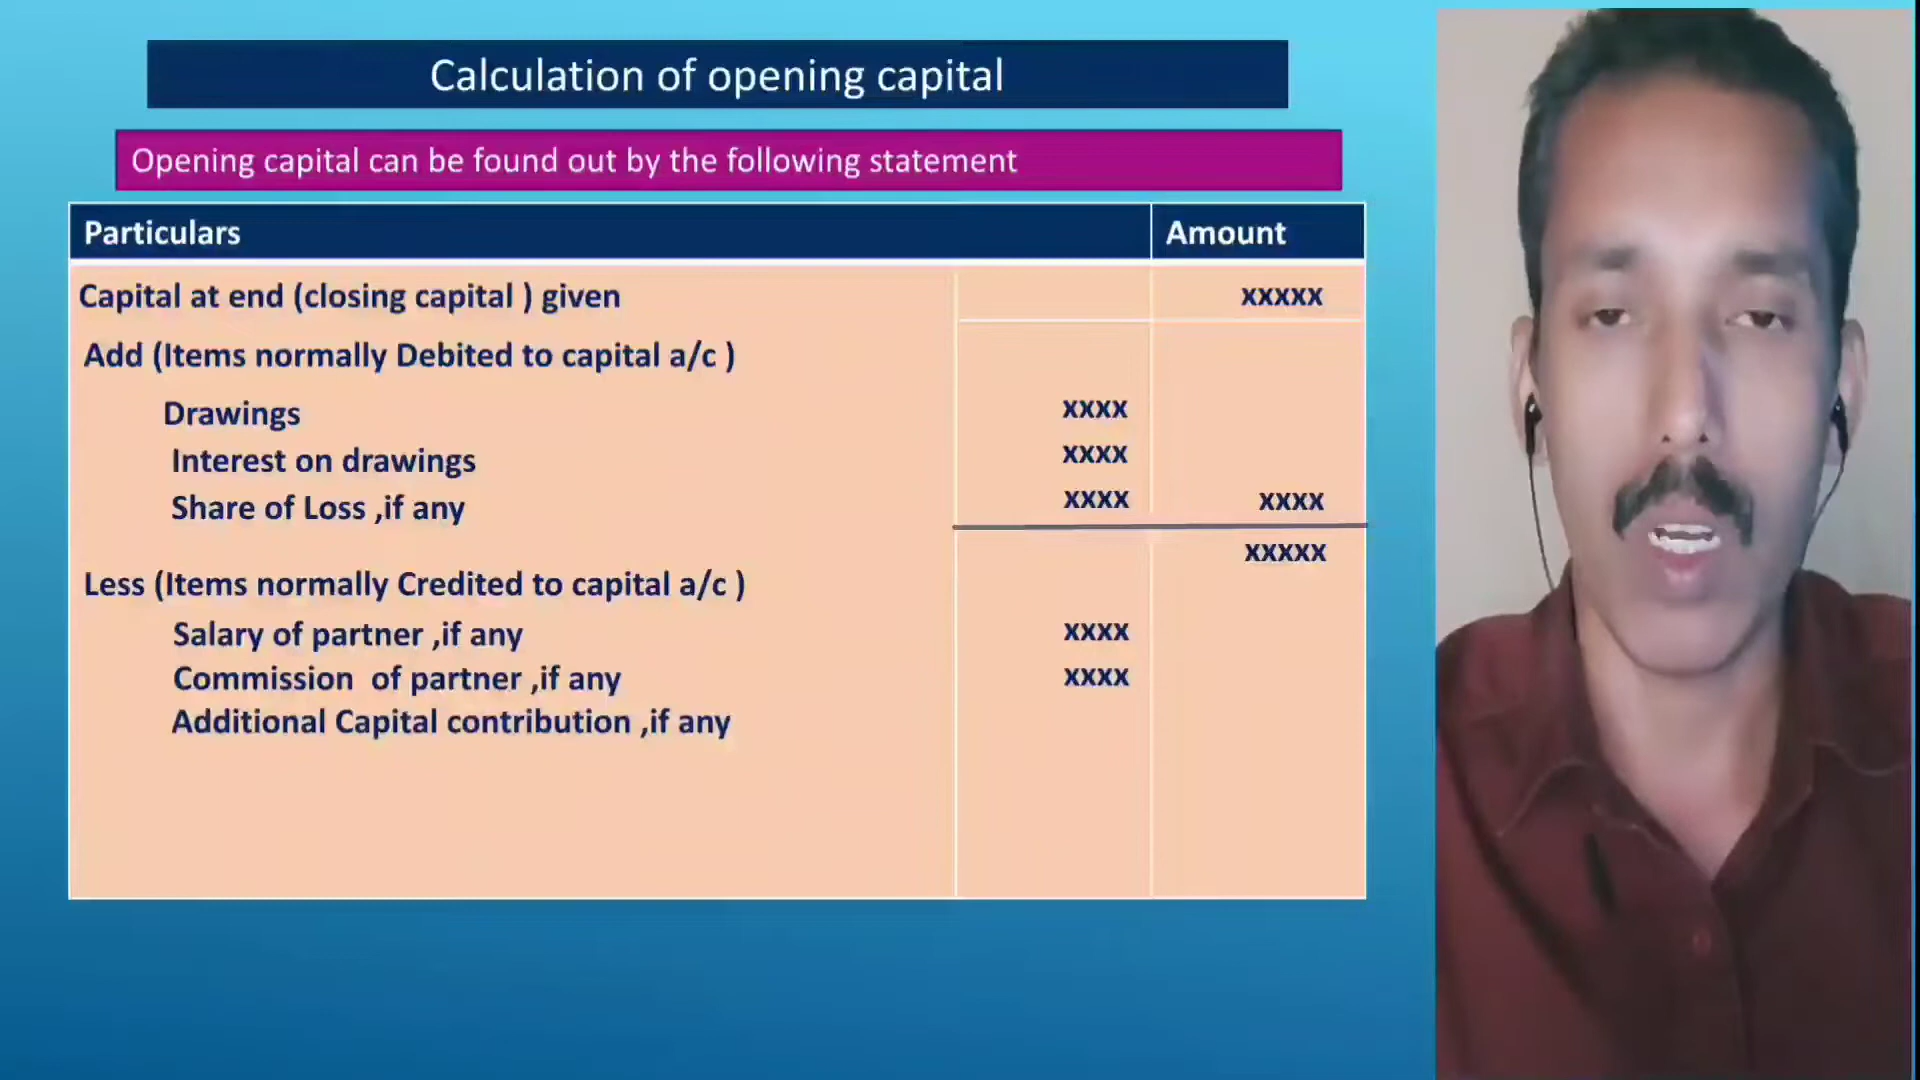 Calculation of opening capital
Opening capital can be found out by the following statement
Particulars Amount
Capital at end (closing capital ) given xxxxx
Add (Items normally Debited to capital a/c )
Drawings xxxx
Interest on drawings xxxx
Share of Loss ,if any xxxx xxxx
xxxxx
Less (Items normally Credited to capital a/c )
Salary of partner ,if any xxxx
Commission of partner ,if any xxxx
Additional Capital contribution ,if any